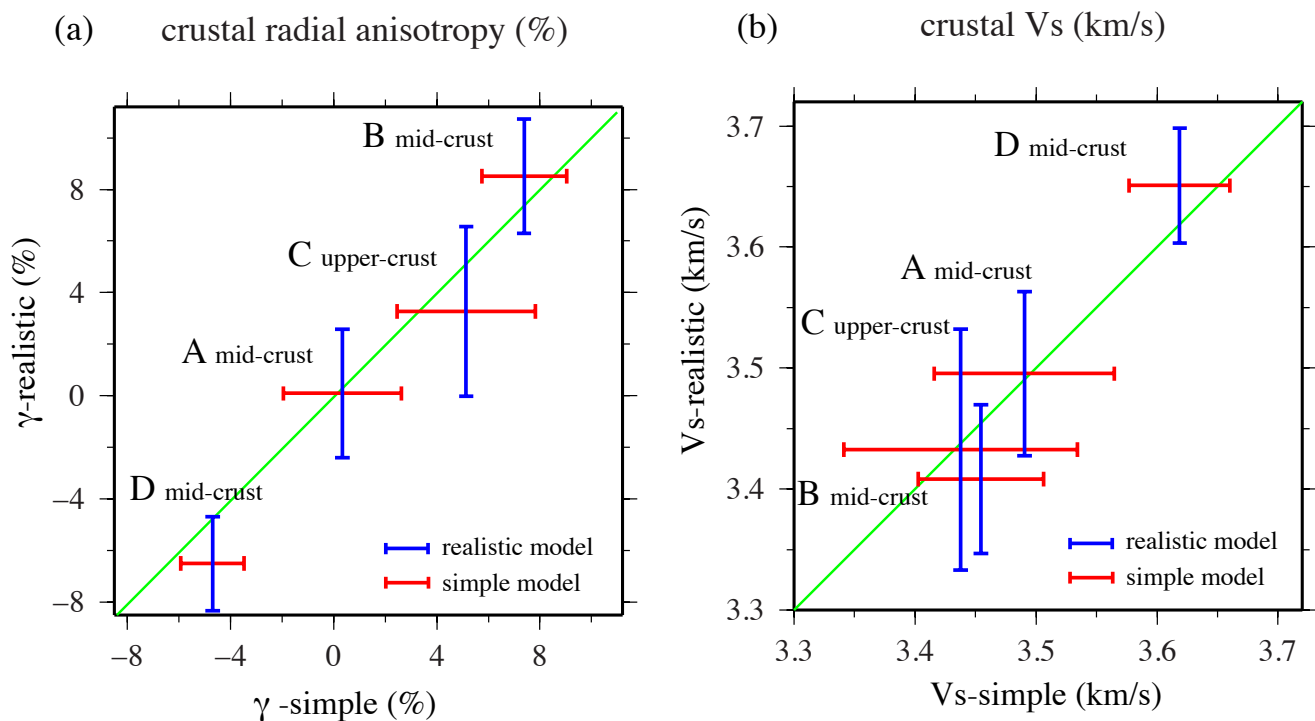 (a) crustal radial anisotropy (%)
B mid-crust
C upper-crust
A mid-crust
D mid-crust
realistic model
simple model
8
4
0
−4
−8
γ-realistic (%)
−8 −4 0 4 8
γ -simple (%)
(b) crustal Vs (km/s)
D mid-crust
A mid-crust
C upper-crust
B mid-crust
realistic model
simple model
3.7
3.6
3.5
3.4
3.3
Vs-realistic (km/s)
3.3 3.4 3.5 3.6 3.7
Vs-simple (km/s)